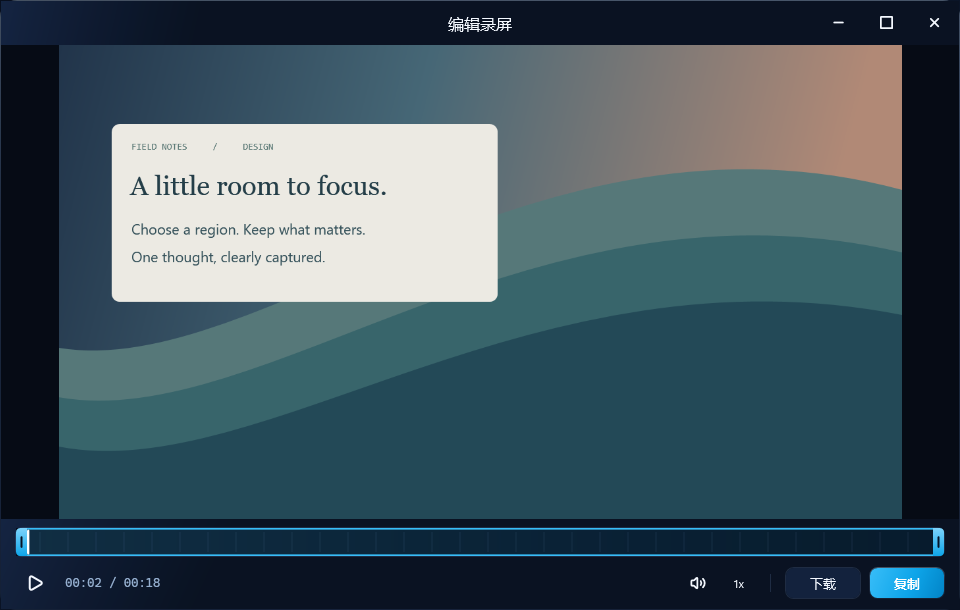 编辑录屏
FIELD NOTES / DESIGN
A little room to focus.
Choose a region. Keep what matters.
One thought, clearly captured.
00:02 / 00:18
1x
下载
复制